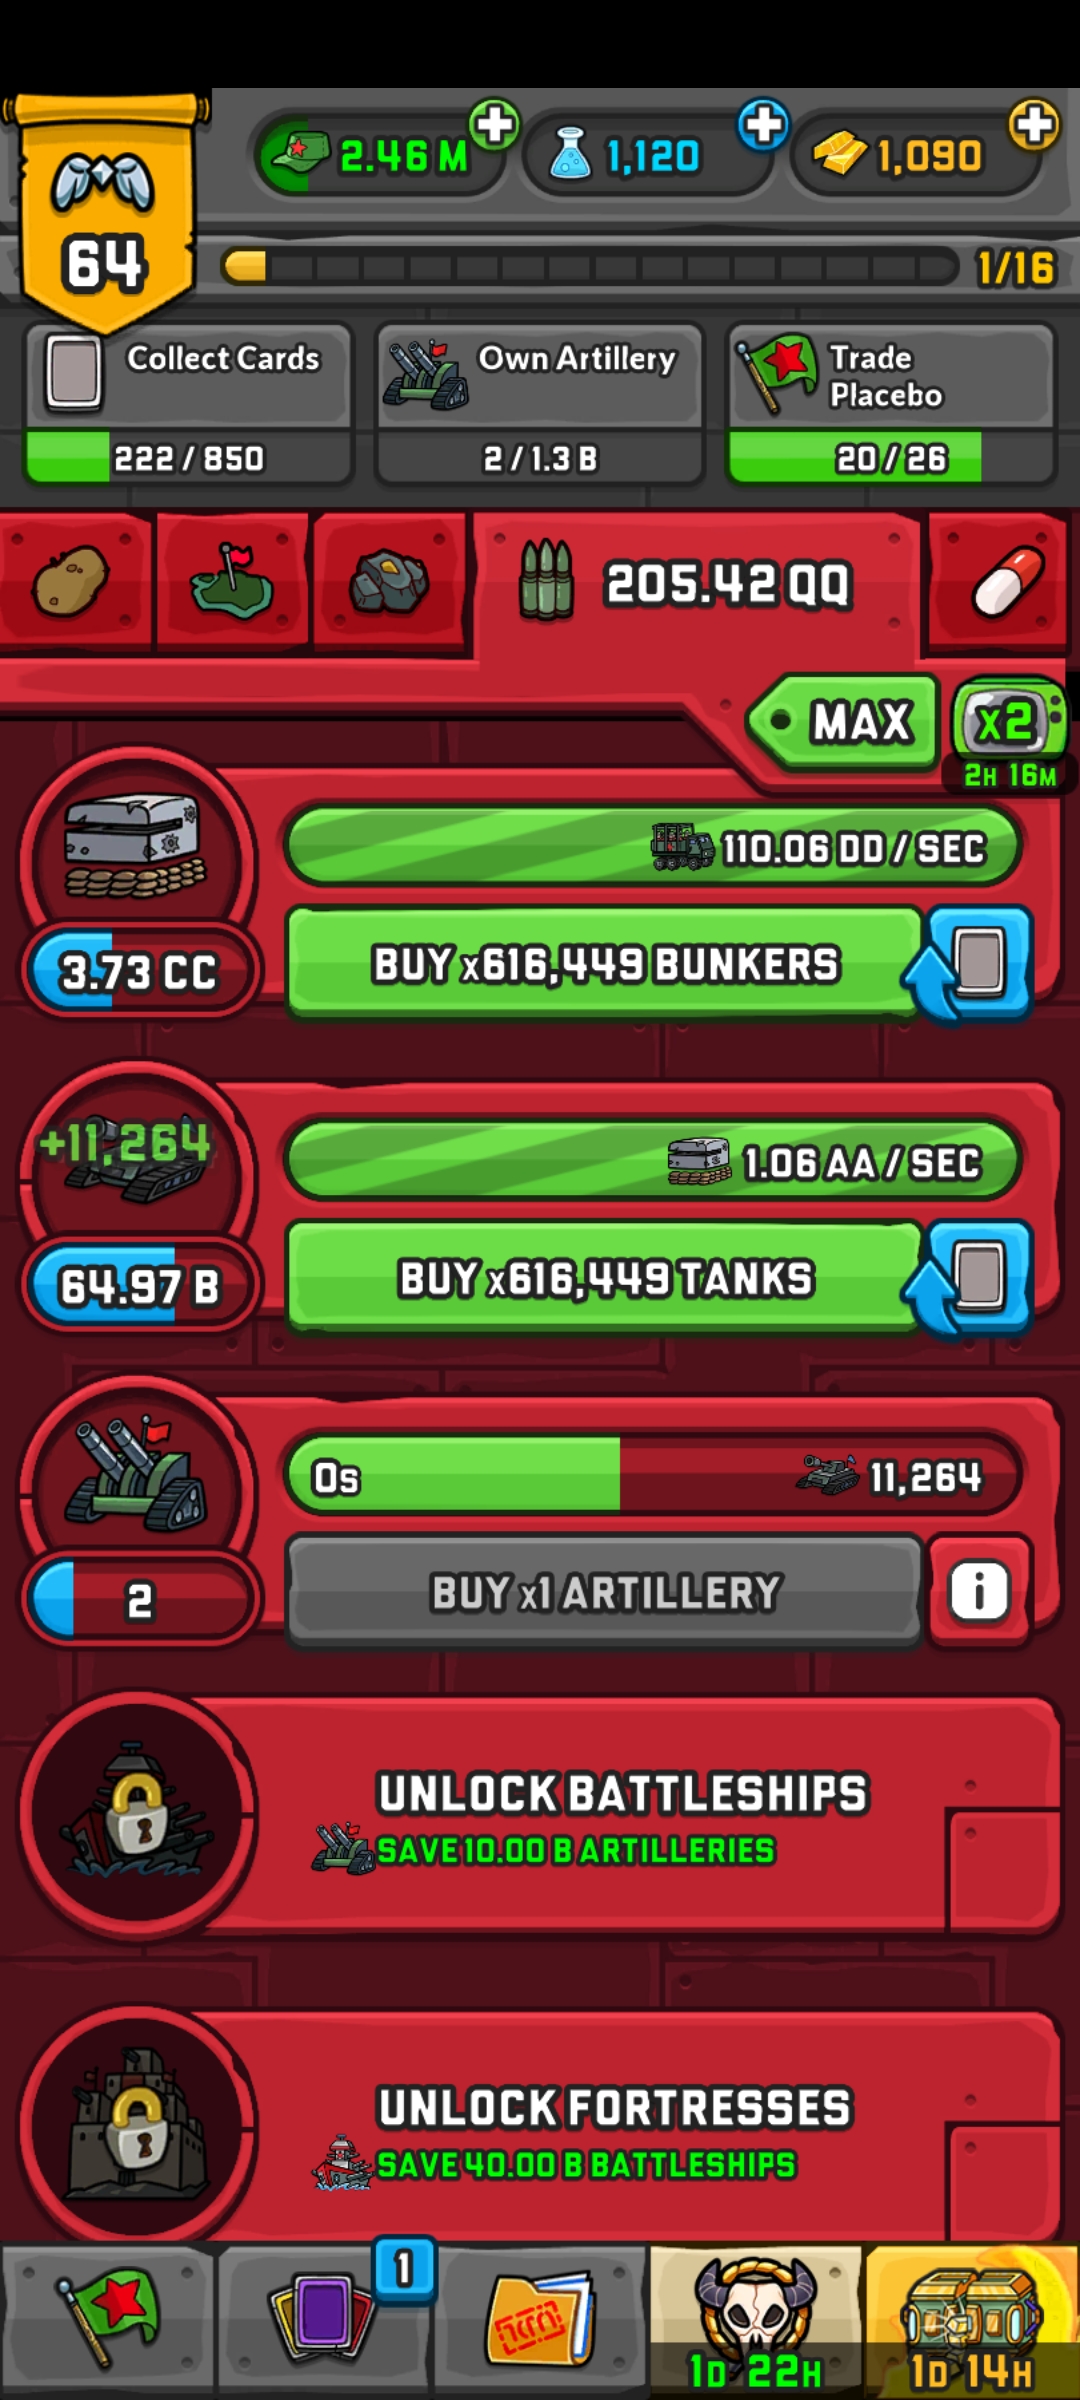 2.46 M
1,120
1,090
64
1/16
Collect Cards
222 / 850
Own Artillery
2 / 1.3 B
Trade
Placebo
20 / 26
205.42 QQ
MAX
x2
2H 16M
110.06 DD / SEC
3.73 CC
BUY x616,449 BUNKERS
+11,264
1.06 AA / SEC
64.97 B
BUY x616,449 TANKS
0s
11,264
2
BUY x1 ARTILLERY
i
UNLOCK BATTLESHIPS
SAVE 10.00 B ARTILLERIES
UNLOCK FORTRESSES
SAVE 40.00 B BATTLESHIPS
1
1D 22H
1D 14H